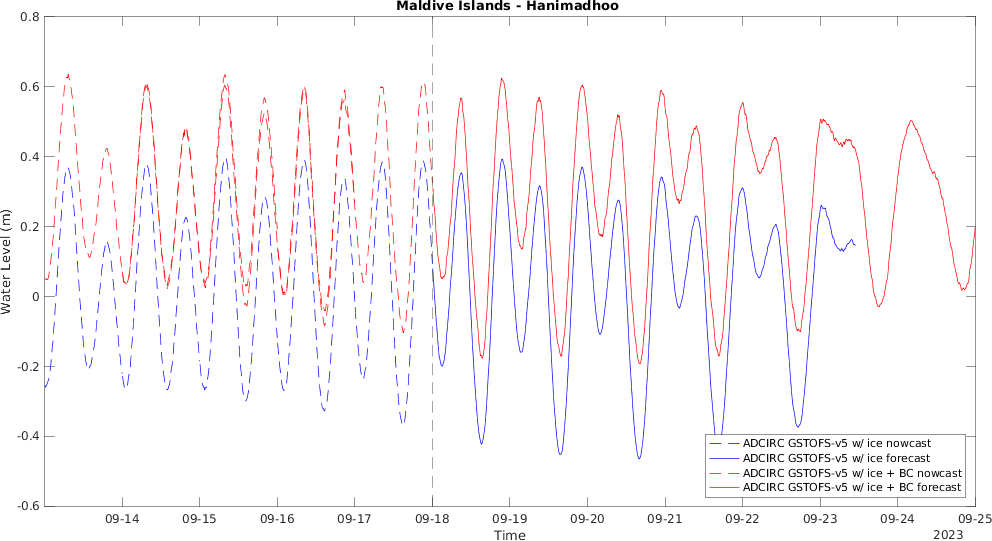 Maldive Islands - Hanimadhoo
Water Level (m)
0.8
0.6
0.4
0.2
0
-0.2
-0.4
-0.6
ADCIRC GSTOFS-v5 w/ ice nowcast
ADCIRC GSTOFS-v5 w/ ice forecast
ADCIRC GSTOFS-v5 w/ ice + BC nowcast
ADCIRC GSTOFS-v5 w/ ice + BC forecast
09-14 09-15 09-16 09-17 09-18 09-19 09-20 09-21 09-22 09-23 09-24 09-25
Time
2023